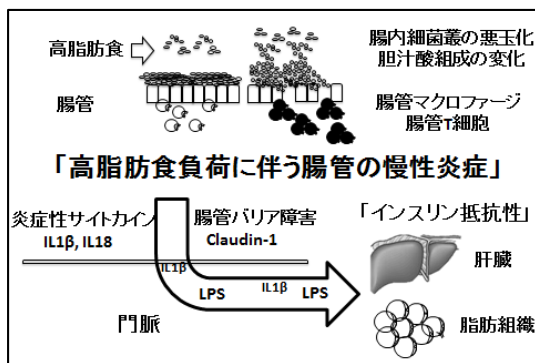 高脂肪食
腸内細菌叢の悪玉化
胆汁酸組成の変化
腸管
腸管マクロファージ
腸管T細胞
「高脂肪食負荷に伴う腸管の慢性炎症」
炎症性サイトカイン
IL1β, IL18
腸管バリア障害
Claudin-1
「インスリン抵抗性」
肝臓
IL1β
LPS
IL1β
LPS
門脈
脂肪組織